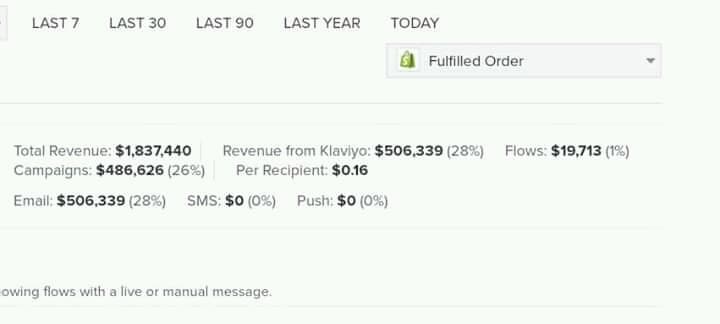 LAST 7 LAST 30 LAST 90 LAST YEAR TODAY
Fulfilled Order
Total Revenue: $1,837,440 Revenue from Klaviyo: $506,339 (28%) Flows: $19,713 (1%)
Campaigns: $486,626 (26%) Per Recipient: $0.16
Email: $506,339 (28%) SMS: $0 (0%) Push: $0 (0%)
owing flows with a live or manual message.